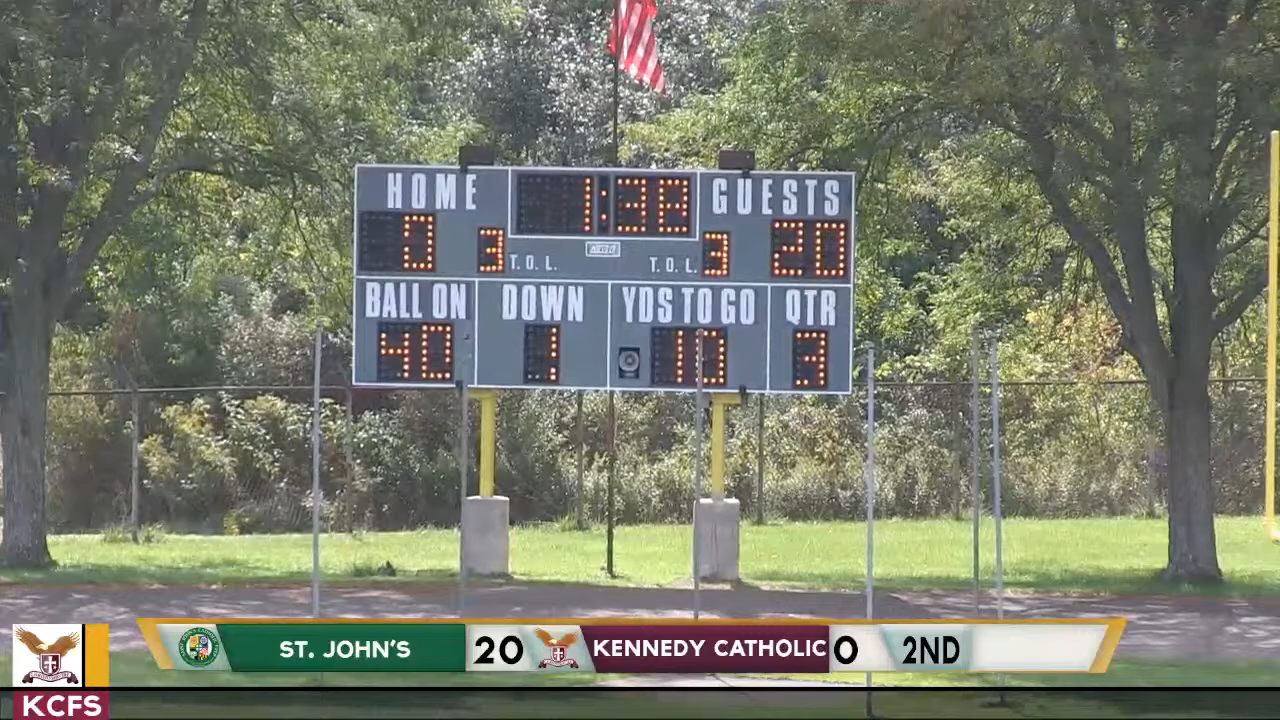 HOME 1:38 GUESTS
0 3 T.O.L. T.O.L. 3 20
BALL ON DOWN YDS TO GO QTR
40 1 10 3
ST. JOHN'S 20 KENNEDY CATHOLIC 0 2ND
KCFS